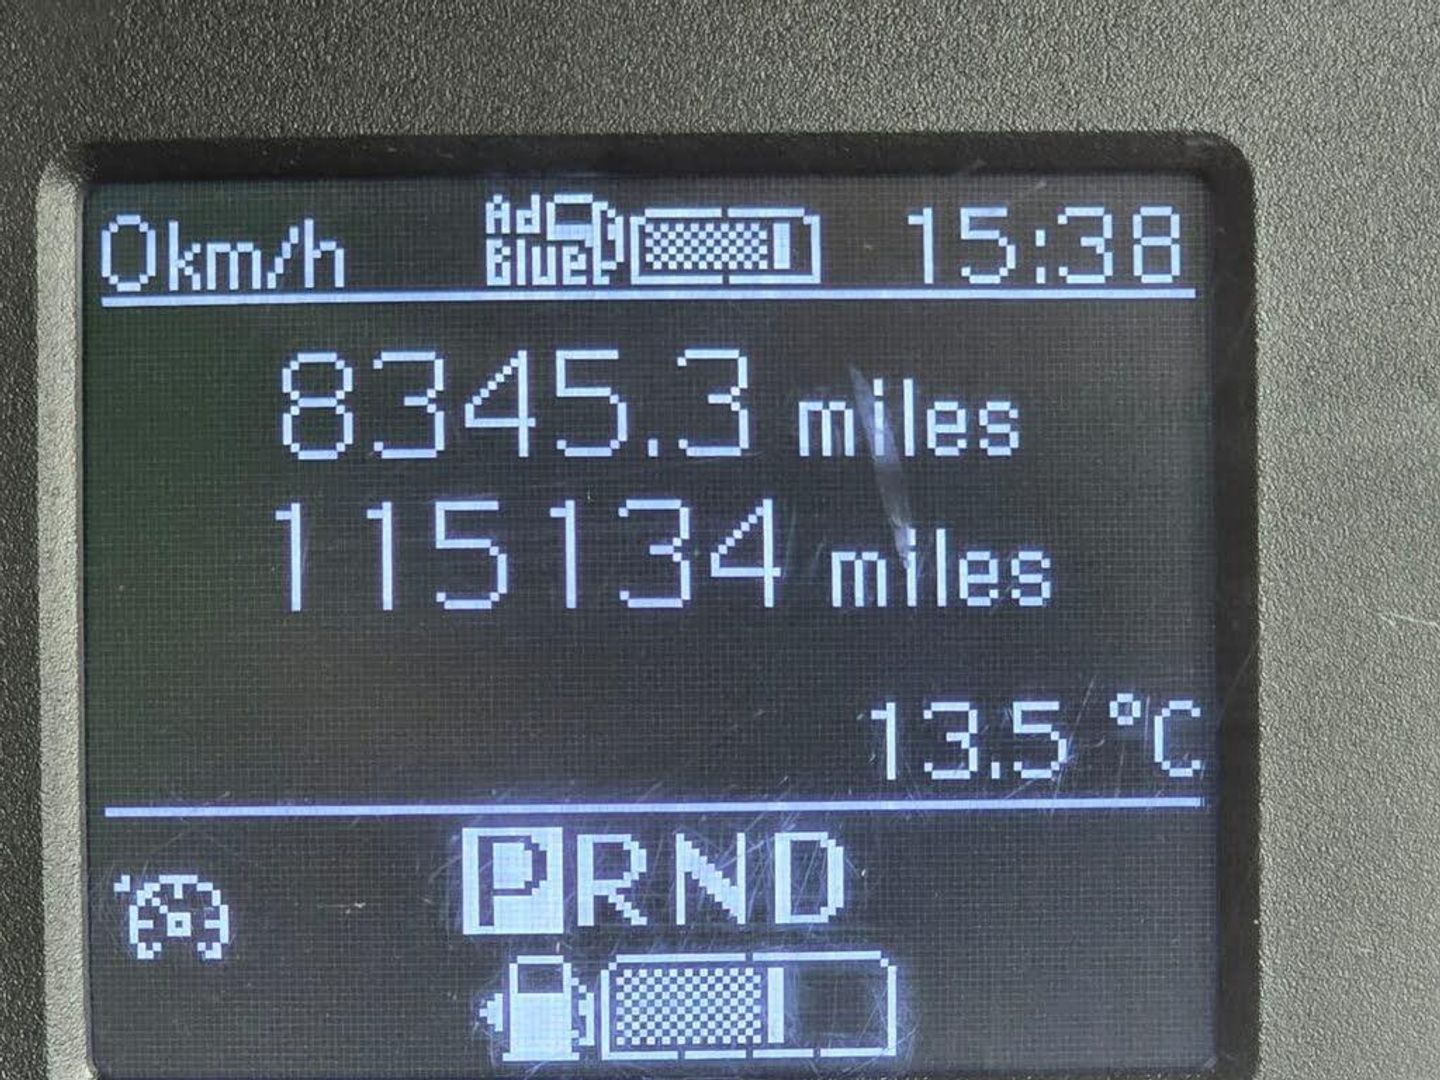 0km/h Ad Blue 15:38
8345.3 miles
115134 miles
13.5 °C
PRND